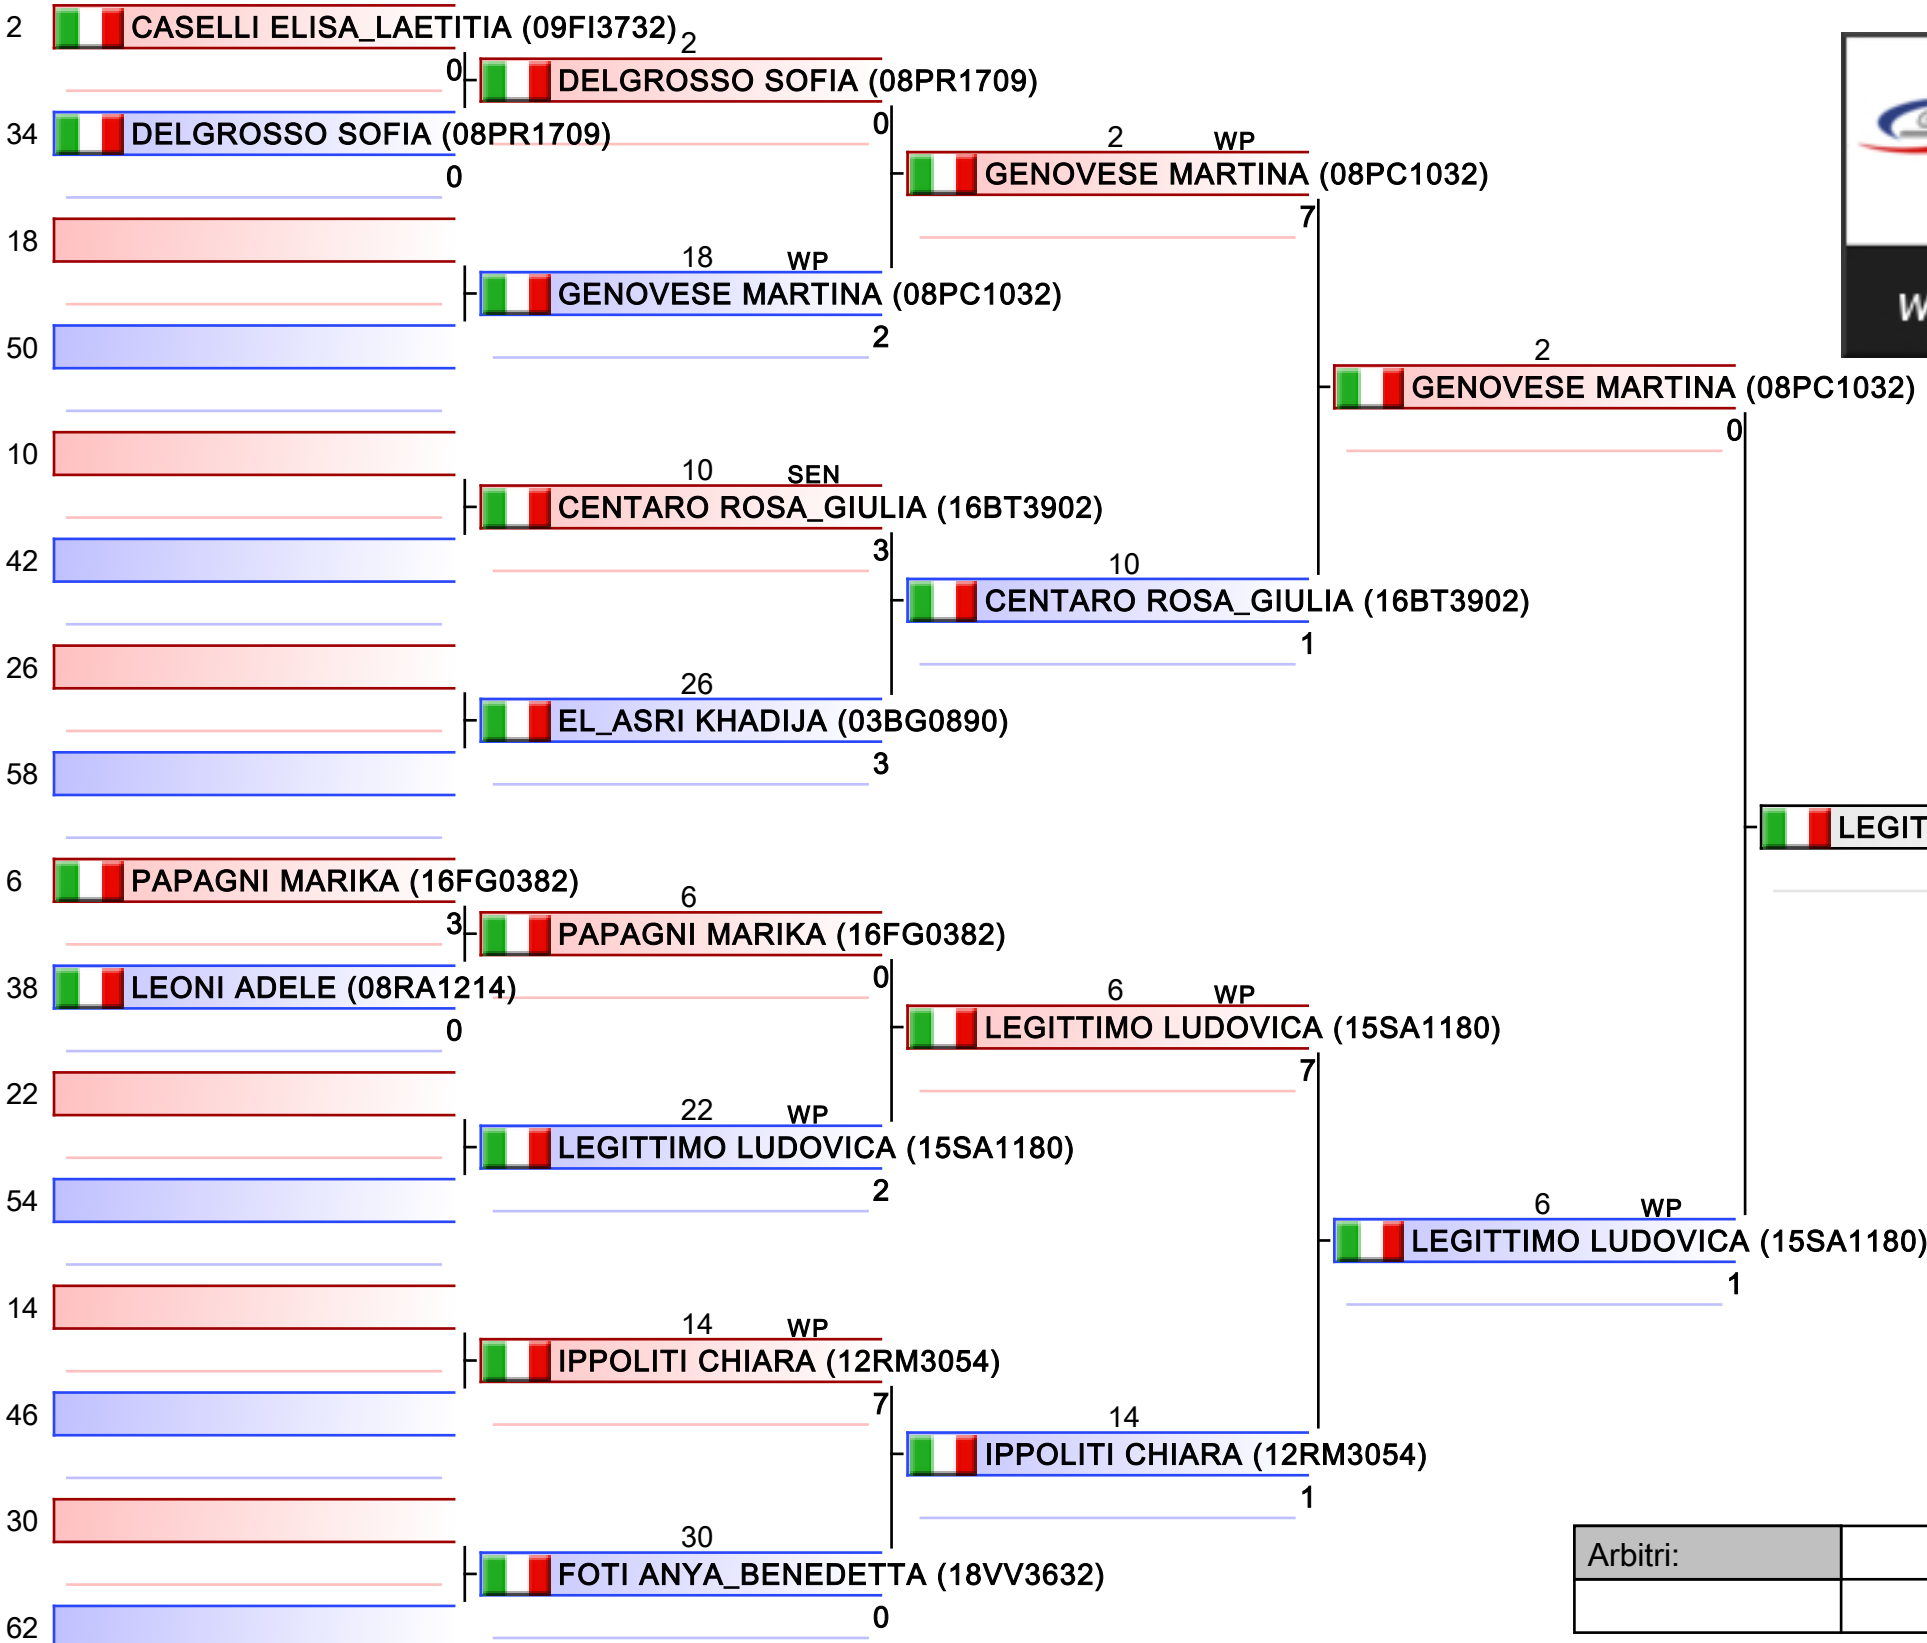 2 CASELLI ELISA_LAETITIA (09FI3732)
2
0 DELGROSSO SOFIA (08PR1709)
34 DELGROSSO SOFIA (08PR1709)
0
0
2 WP
GENOVESE MARTINA (08PC1032)
7
18
18 WP
GENOVESE MARTINA (08PC1032)
2
50
2
GENOVESE MARTINA (08PC1032)
0
10
10 SEN
CENTARO ROSA_GIULIA (16BT3902)
3
42
10
CENTARO ROSA_GIULIA (16BT3902)
1
26
26
EL_ASRI KHADIJA (03BG0890)
3
58
LEGIT
6 PAPAGNI MARIKA (16FG0382)
6
3 PAPAGNI MARIKA (16FG0382)
0
38 LEONI ADELE (08RA1214)
0
6 WP
LEGITTIMO LUDOVICA (15SA1180)
7
22
22 WP
LEGITTIMO LUDOVICA (15SA1180)
2
54
6 WP
LEGITTIMO LUDOVICA (15SA1180)
1
14
14 WP
IPPOLITI CHIARA (12RM3054)
7
46
14
IPPOLITI CHIARA (12RM3054)
1
30
30
FOTI ANYA_BENEDETTA (18VV3632)
0
62
Arbitri: